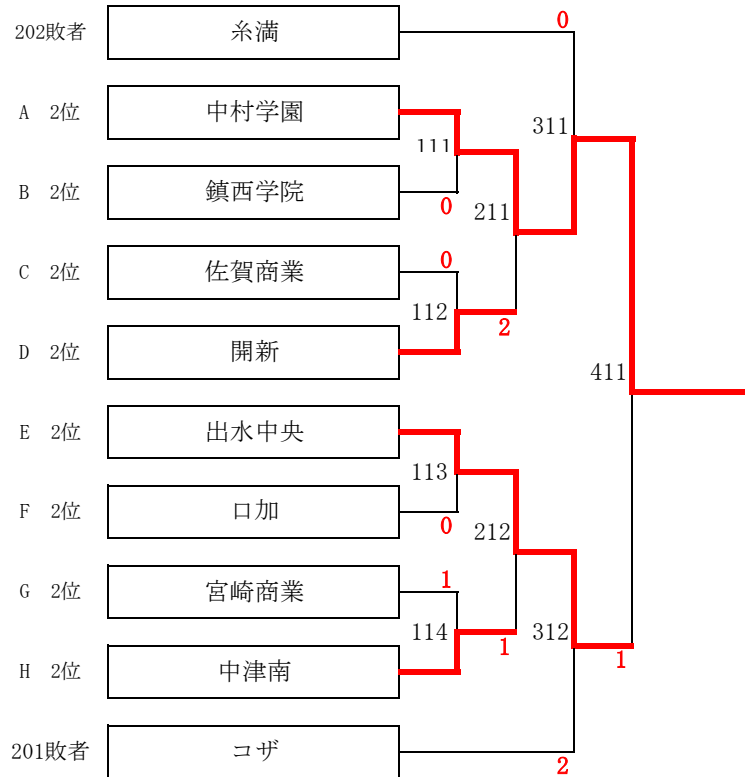 202敗者 糸満 0
A 2位 中村学園
311
111
B 2位 鎮西学院 0
211
C 2位 佐賀商業 0
112 2
D 2位 開新
411
E 2位 出水中央
113
F 2位 口加 0
212
G 2位 宮崎商業 1
114 1 312 1
H 2位 中津南
201敗者 コザ 2